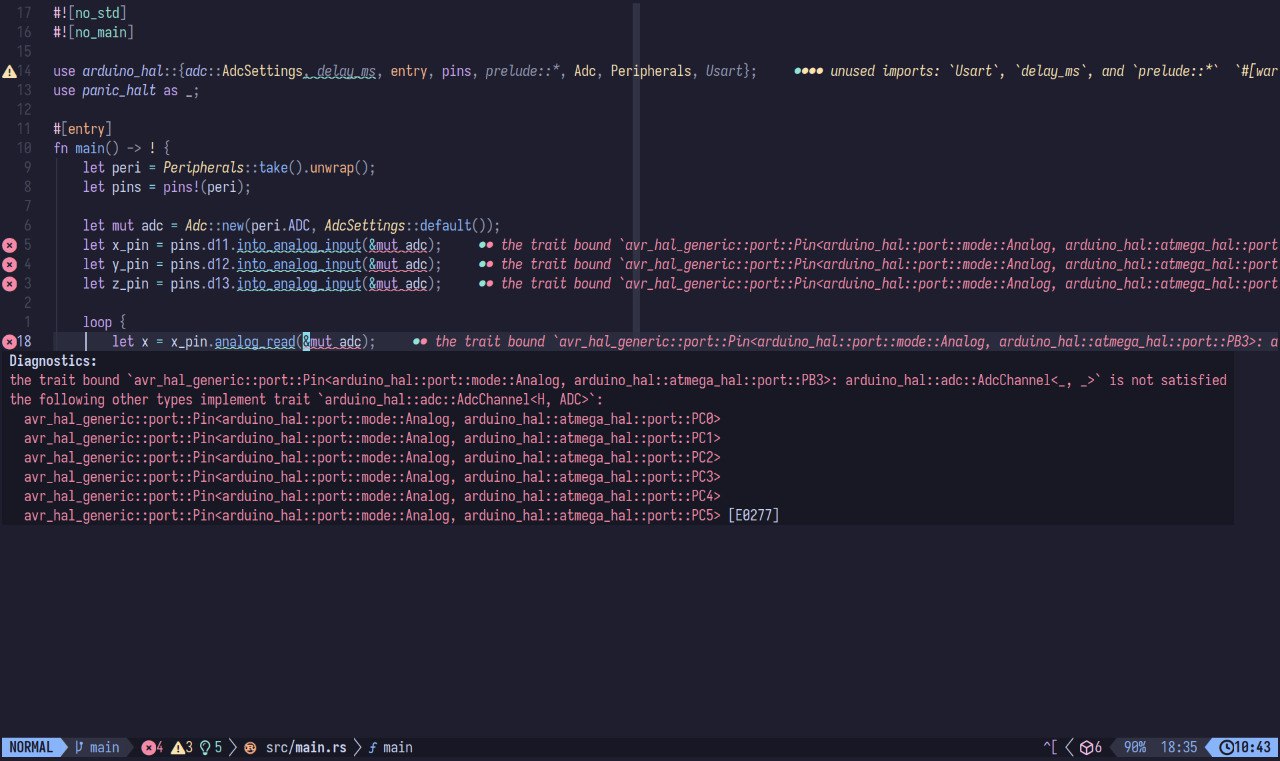 17 #![no_std]
16 #![no_main]
15
14 use arduino_hal::{adc::AdcSettings, delay_ms, entry, pins, prelude::*, Adc, Peripherals, Usart}; unused imports: `Usart`, `delay_ms`, and `prelude::*` `#[war
13 use panic_halt as _;
12
11 #[entry]
10 fn main() -> ! {
9 let peri = Peripherals::take().unwrap();
8 let pins = pins!(peri);
7
6 let mut adc = Adc::new(peri.ADC, AdcSettings::default());
5 let x_pin = pins.d11.into_analog_input(&mut adc); the trait bound `avr_hal_generic::port::Pin<arduino_hal::port::mode::Analog, arduino_hal::atmega_hal::port
4 let y_pin = pins.d12.into_analog_input(&mut adc); the trait bound `avr_hal_generic::port::Pin<arduino_hal::port::mode::Analog, arduino_hal::atmega_hal::port
3 let z_pin = pins.d13.into_analog_input(&mut adc); the trait bound `avr_hal_generic::port::Pin<arduino_hal::port::mode::Analog, arduino_hal::atmega_hal::port
2
1 loop {
18 let x = x_pin.analog_read(&mut adc); the trait bound `avr_hal_generic::port::Pin<arduino_hal::port::mode::Analog, arduino_hal::atmega_hal::port::PB3>: a
Diagnostics:
the trait bound `avr_hal_generic::port::Pin<arduino_hal::port::mode::Analog, arduino_hal::atmega_hal::port::PB3>: arduino_hal::adc::AdcChannel<_, _>` is not satisfied
the following other types implement trait `arduino_hal::adc::AdcChannel<H, ADC>`:
avr_hal_generic::port::Pin<arduino_hal::port::mode::Analog, arduino_hal::atmega_hal::port::PC0>
avr_hal_generic::port::Pin<arduino_hal::port::mode::Analog, arduino_hal::atmega_hal::port::PC1>
avr_hal_generic::port::Pin<arduino_hal::port::mode::Analog, arduino_hal::atmega_hal::port::PC2>
avr_hal_generic::port::Pin<arduino_hal::port::mode::Analog, arduino_hal::atmega_hal::port::PC3>
avr_hal_generic::port::Pin<arduino_hal::port::mode::Analog, arduino_hal::atmega_hal::port::PC4>
avr_hal_generic::port::Pin<arduino_hal::port::mode::Analog, arduino_hal::atmega_hal::port::PC5> [E0277]
NORMAL main 4 3 5 src/main.rs main ^[ 6 90% 18:35 10:43